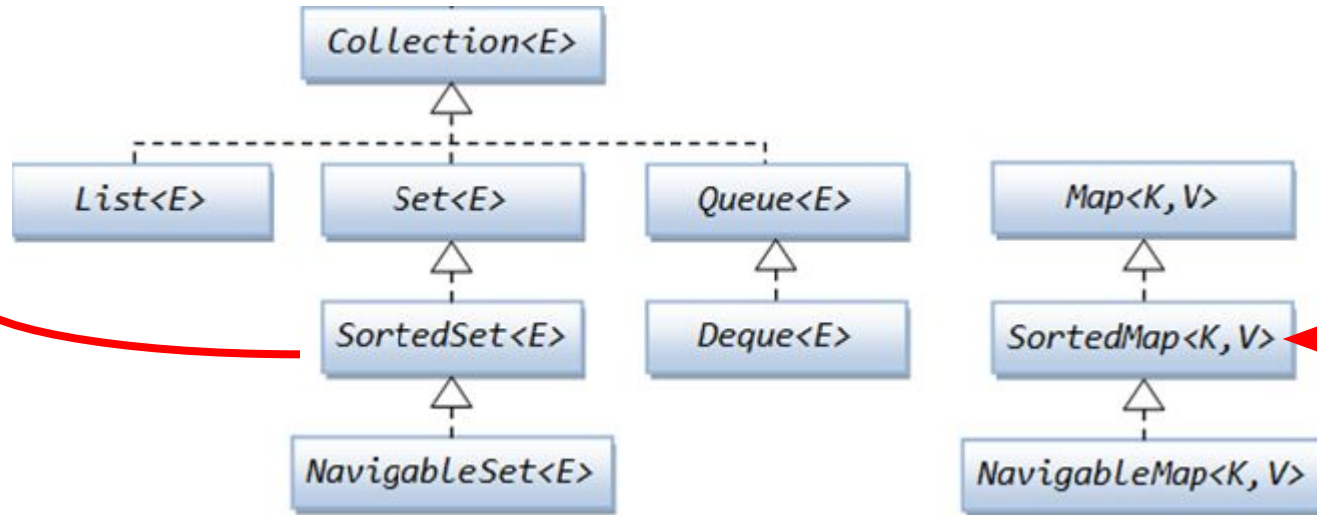 Collection<E>
List<E>
Set<E>
Queue<E>
Map<K,V>
SortedSet<E>
Deque<E>
SortedMap<K,V>
NavigableSet<E>
NavigableMap<K,V>